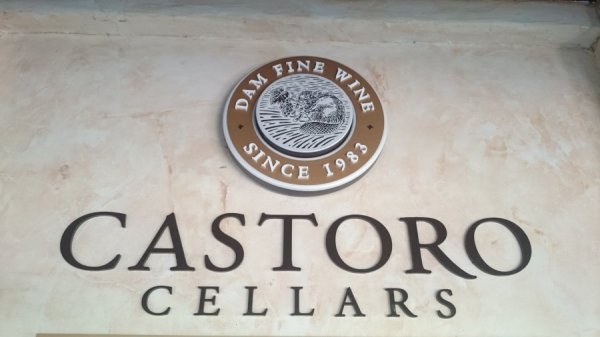 DAM FINE WINE
SINCE 1983
CASTORO
CELLARS